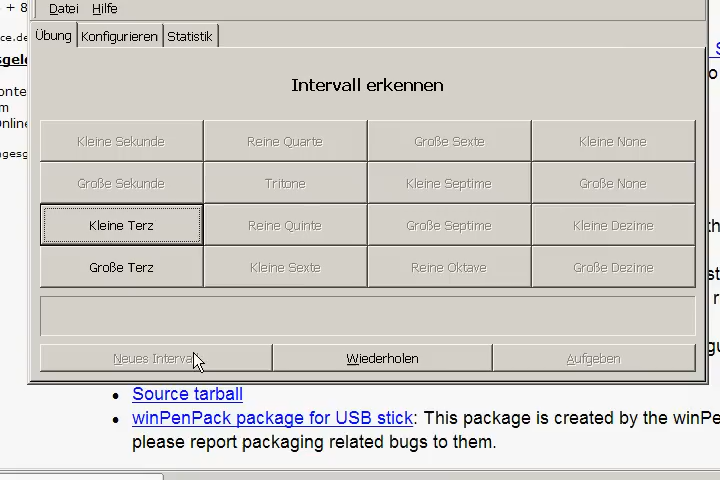 + 8
Datei Hilfe
Übung Konfigurieren Statistik
Intervall erkennen
Kleine Sekunde Reine Quarte Große Sexte Kleine None
Große Sekunde Tritone Kleine Septime Große None
Kleine Terz Reine Quinte Große Septime Kleine Dezime
Große Terz Kleine Sexte Reine Oktave Große Dezime
Neues Interva
Wiederholen Aufgeben
Source tarball
winPenPack package for USB stick: This package is created by the winPe
please report packaging related bugs to them.